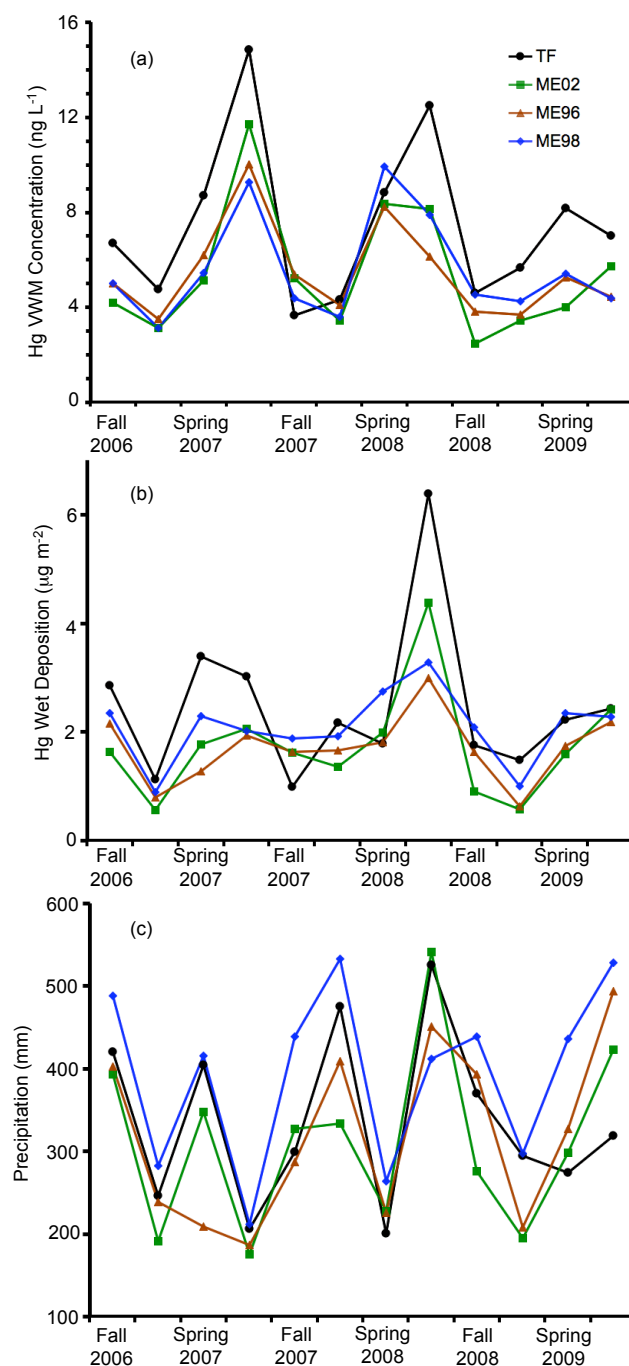 16
(a)
TF
ME02
ME96
ME98
12
8
4
0
Hg VWM Concentration (ng L-1)
Fall Spring Fall Spring Fall Spring
2006 2007 2007 2008 2008 2009
(b)
6
4
2
0
Hg Wet Deposition (μg m-2)
Fall Spring Fall Spring Fall Spring
2006 2007 2007 2008 2008 2009
600
(c)
500
400
300
200
100
Precipitation (mm)
Fall Spring Fall Spring Fall Spring
2006 2007 2007 2008 2008 2009